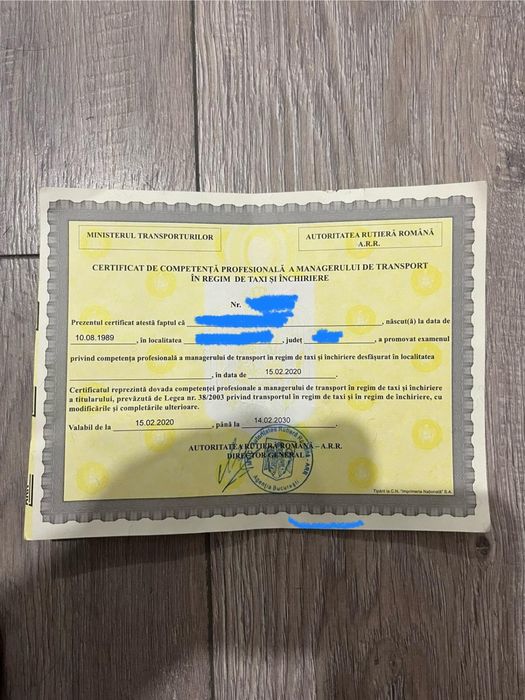 MINISTERUL TRANSPORTURILOR
AUTORITATEA RUTIERĂ ROMÂNĂ
A.R.R.
CERTIFICAT DE COMPETENȚĂ PROFESIONALĂ A MANAGERULUI DE TRANSPORT
ÎN REGIM DE TAXI ȘI ÎNCHIRIERE
Nr.
Prezentul certificat atestă faptul că , născut(ă) la data de
10.08.1989 , în localitatea , județ , a promovat examenul
privind competența profesională a managerului de transport în regim de taxi și închiriere desfășurat în localitatea
, în data de 15.02.2020 .
Certificatul reprezintă dovada competenței profesionale a managerului de transport în regim de taxi și închiriere
a titularului, prevăzută de Legea nr. 38/2003 privind transportul în regim de taxi și în regim de închiriere, cu
modificările și completările ulterioare.
Valabil de la 15.02.2020 , până la 14.02.2030 .
AUTORITATEA RUTIERĂ ROMÂNĂ – A.R.R.
DIRECTOR GENERAL
Autoritatea Rutieră Română ARR
Agenția București
Tipărit la C.N. "Imprimeria Națională" S.A.